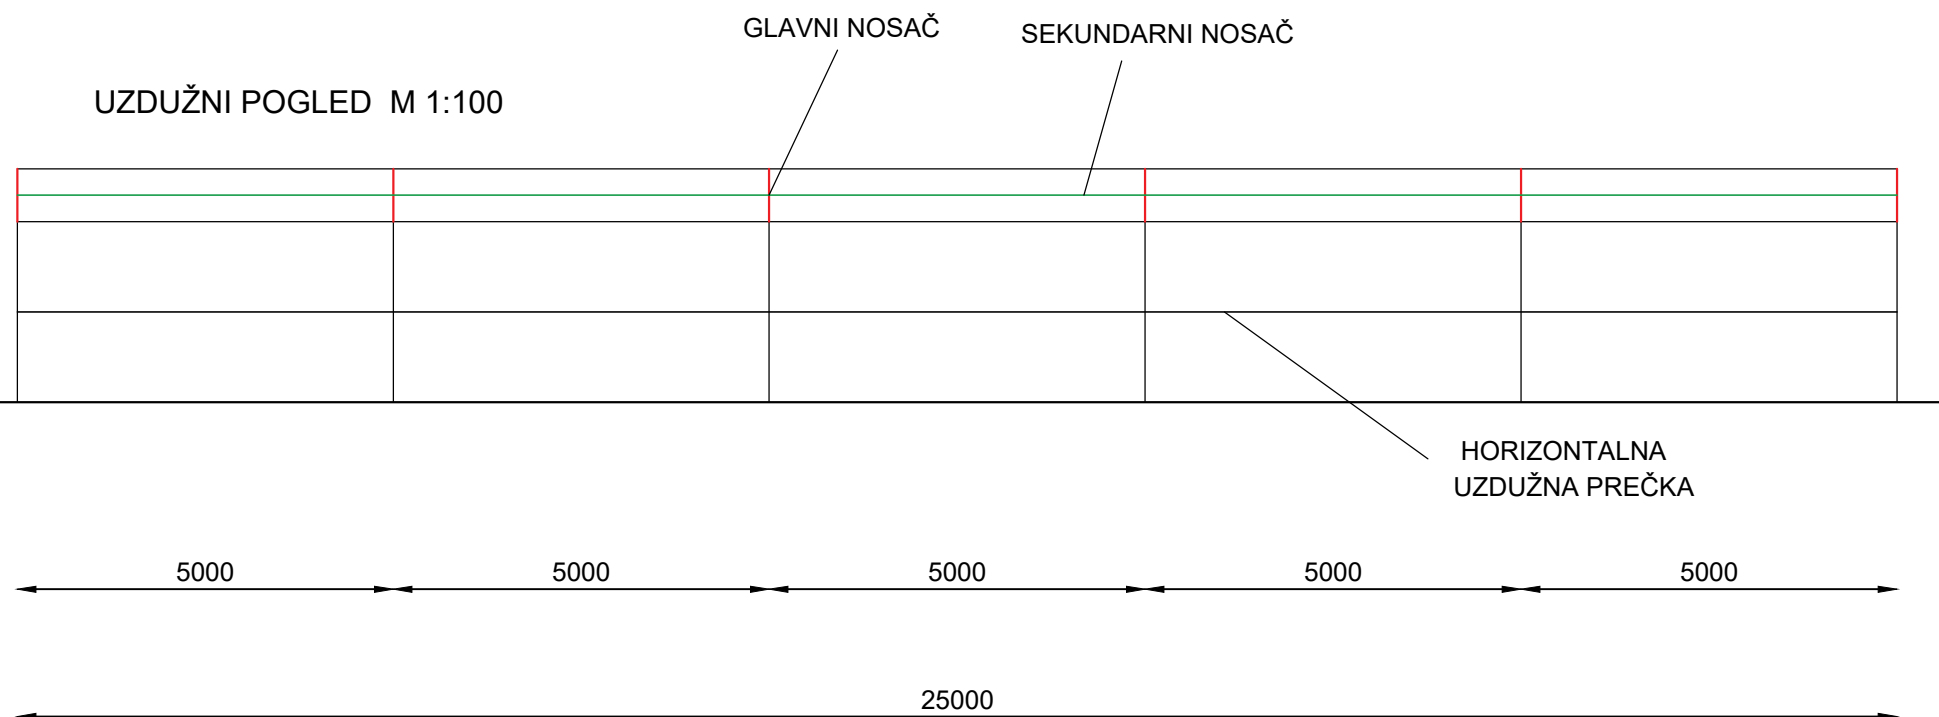 GLAVNI NOSAČ
SEKUNDARNI NOSAČ
UZDUŽNI POGLED M 1:100
HORIZONTALNA
UZDUŽNA PREČKA
5000
5000
5000
5000
5000
25000